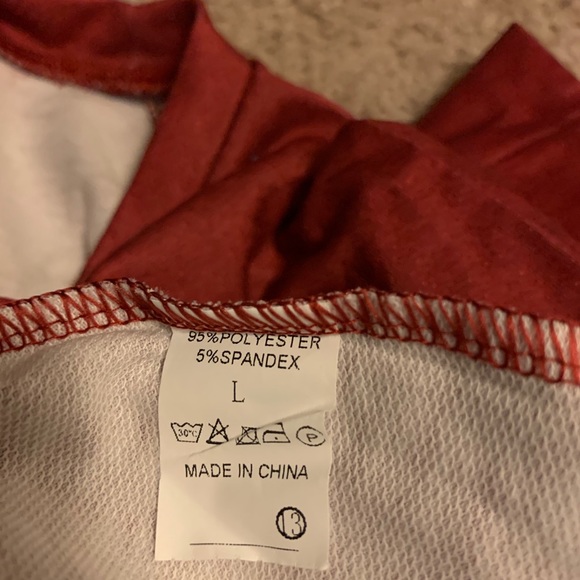 95%POLYESTER
5%SPANDEX
L
30°C P
MADE IN CHINA
13